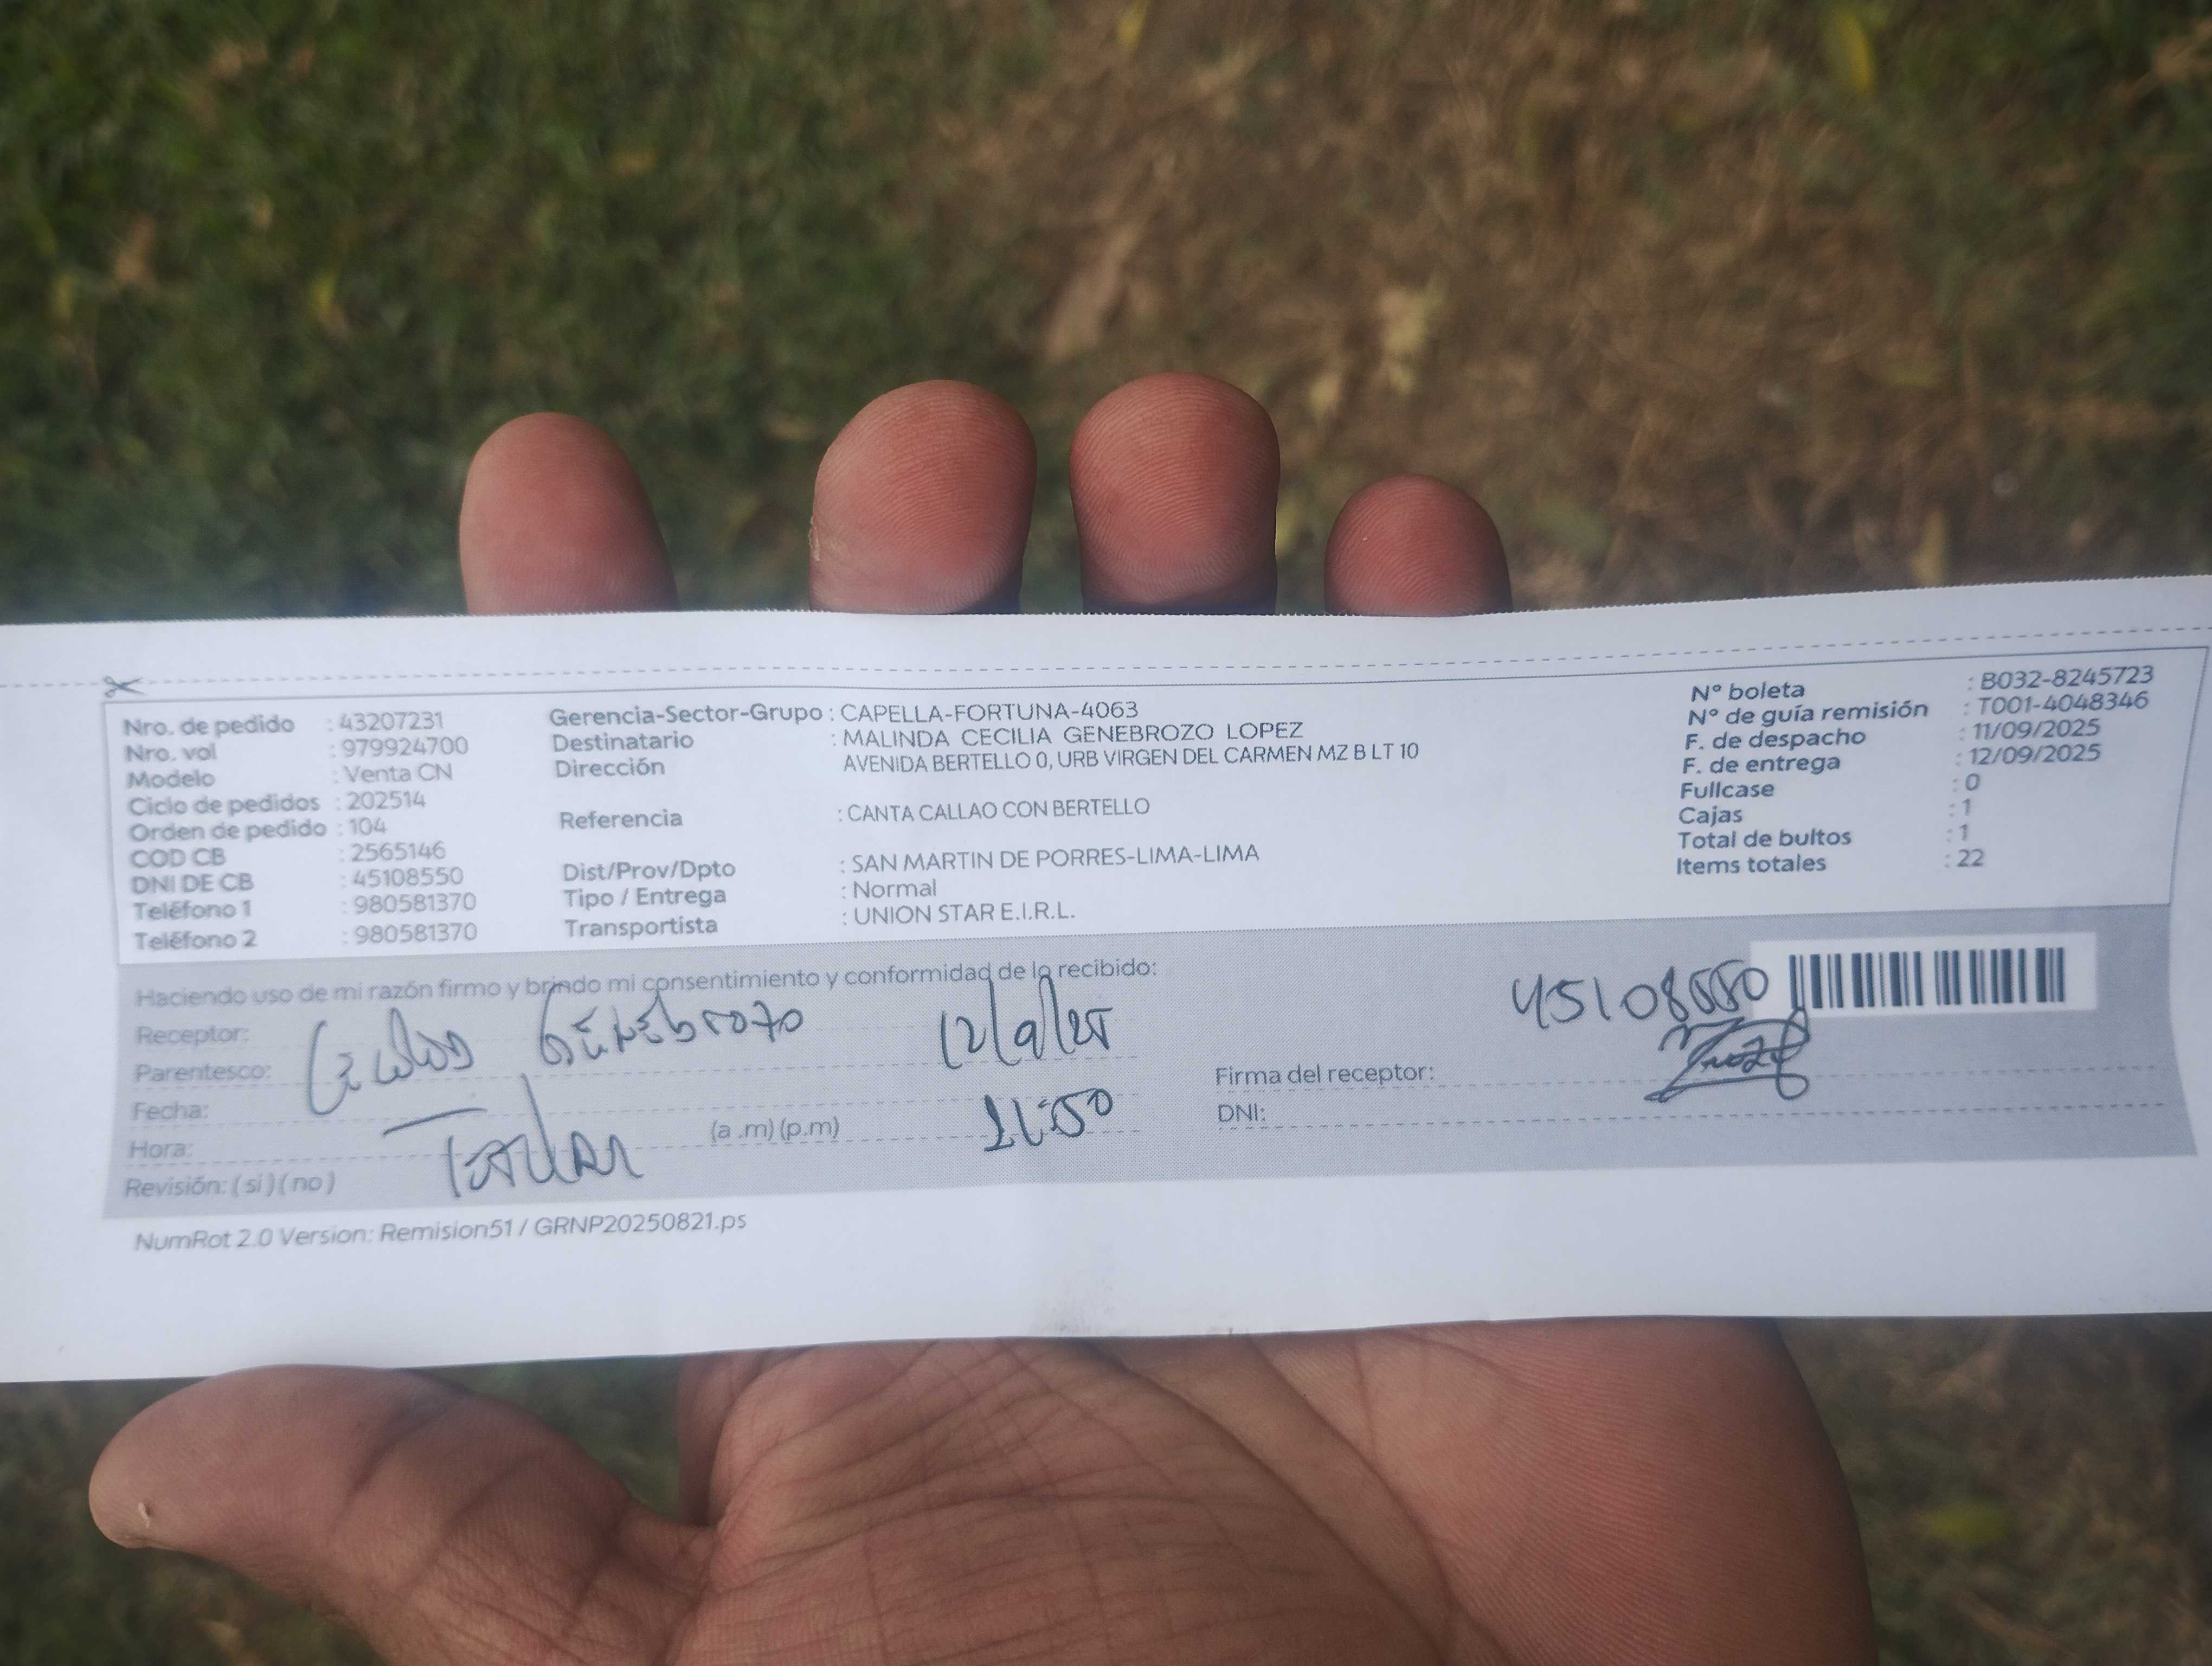 Nro. de pedido : 43207231
Nro. vol : 979924700
Modelo : Venta CN
Ciclo de pedidos : 202514
Orden de pedido : 104
COD CB : 2565146
DNI DE CB : 45108550
Teléfono 1 : 980581370
Teléfono 2 : 980581370
Gerencia-Sector-Grupo : CAPELLA-FORTUNA-4063
Destinatario : MALINDA CECILIA GENEBROZO LOPEZ
Dirección AVENIDA BERTELLO 0, URB VIRGEN DEL CARMEN MZ B LT 10
Referencia : CANTA CALLAO CON BERTELLO
Dist/Prov/Dpto : SAN MARTIN DE PORRES-LIMA-LIMA
Tipo / Entrega : Normal
Transportista : UNION STAR E.I.R.L.
N° boleta : B032-8245723
N° de guía remisión : T001-4048346
F. de despacho : 11/09/2025
F. de entrega : 12/09/2025
Fullcase : 0
Cajas : 1
Total de bultos : 1
Items totales : 22
Haciendo uso de mi razón firmo y brindo mi consentimiento y conformidad de lo recibido:
Receptor: Genebrozo 12/9/25
Parentesco:
Fecha:
Hora: (a .m) (p.m) 11:50
Titular
Revisión: ( si ) ( no )
45108550
Firma del receptor:
DNI:
NumRot 2.0 Version: Remision51 / GRNP20250821.ps